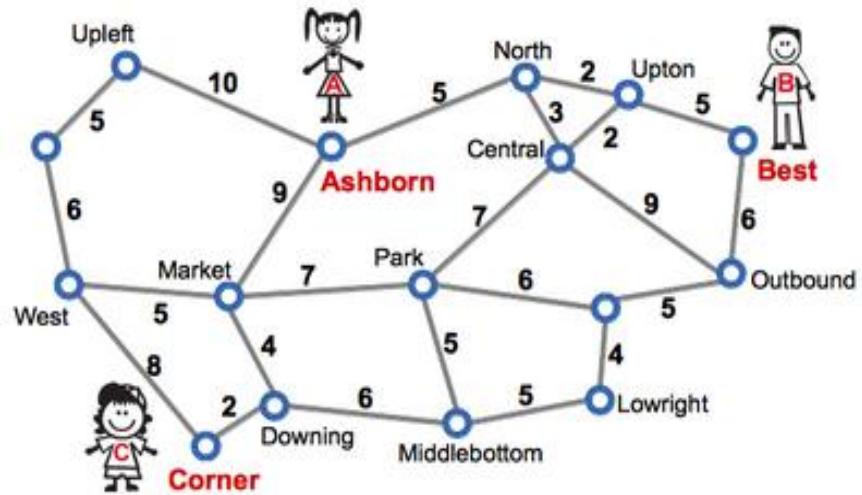 Upleft
10
A
5
North
2
Upton
B
5
5
3
2
Central
Ashborn
Best
6
9
7
9
6
Market
7
Park
6
Outbound
West
5
5
8
4
5
4
2
6
5
Lowright
C
Downing
Middlebottom
Corner